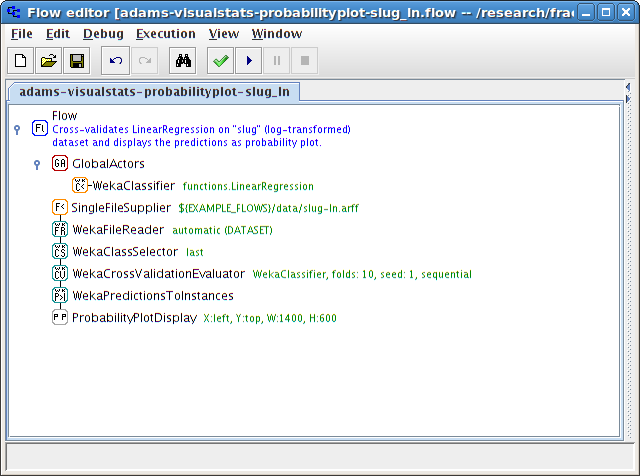 Flow editor [adams-visualstats-probabilityplot-slug_ln.flow -- /research/frac
File Edit Debug Execution View Window
adams-visualstats-probabilityplot-slug_ln
Flow
Cross-validates LinearRegression on "slug" (log-transformed)
dataset and displays the predictions as probability plot.
GlobalActors
-WekaClassifier functions.LinearRegression
SingleFileSupplier ${EXAMPLE_FLOWS}/data/slug-ln.arff
WekaFileReader automatic (DATASET)
WekaClassSelector last
WekaCrossValidationEvaluator WekaClassifier, folds: 10, seed: 1, sequential
WekaPredictionsToInstances
ProbabilityPlotDisplay X:left, Y:top, W:1400, H:600